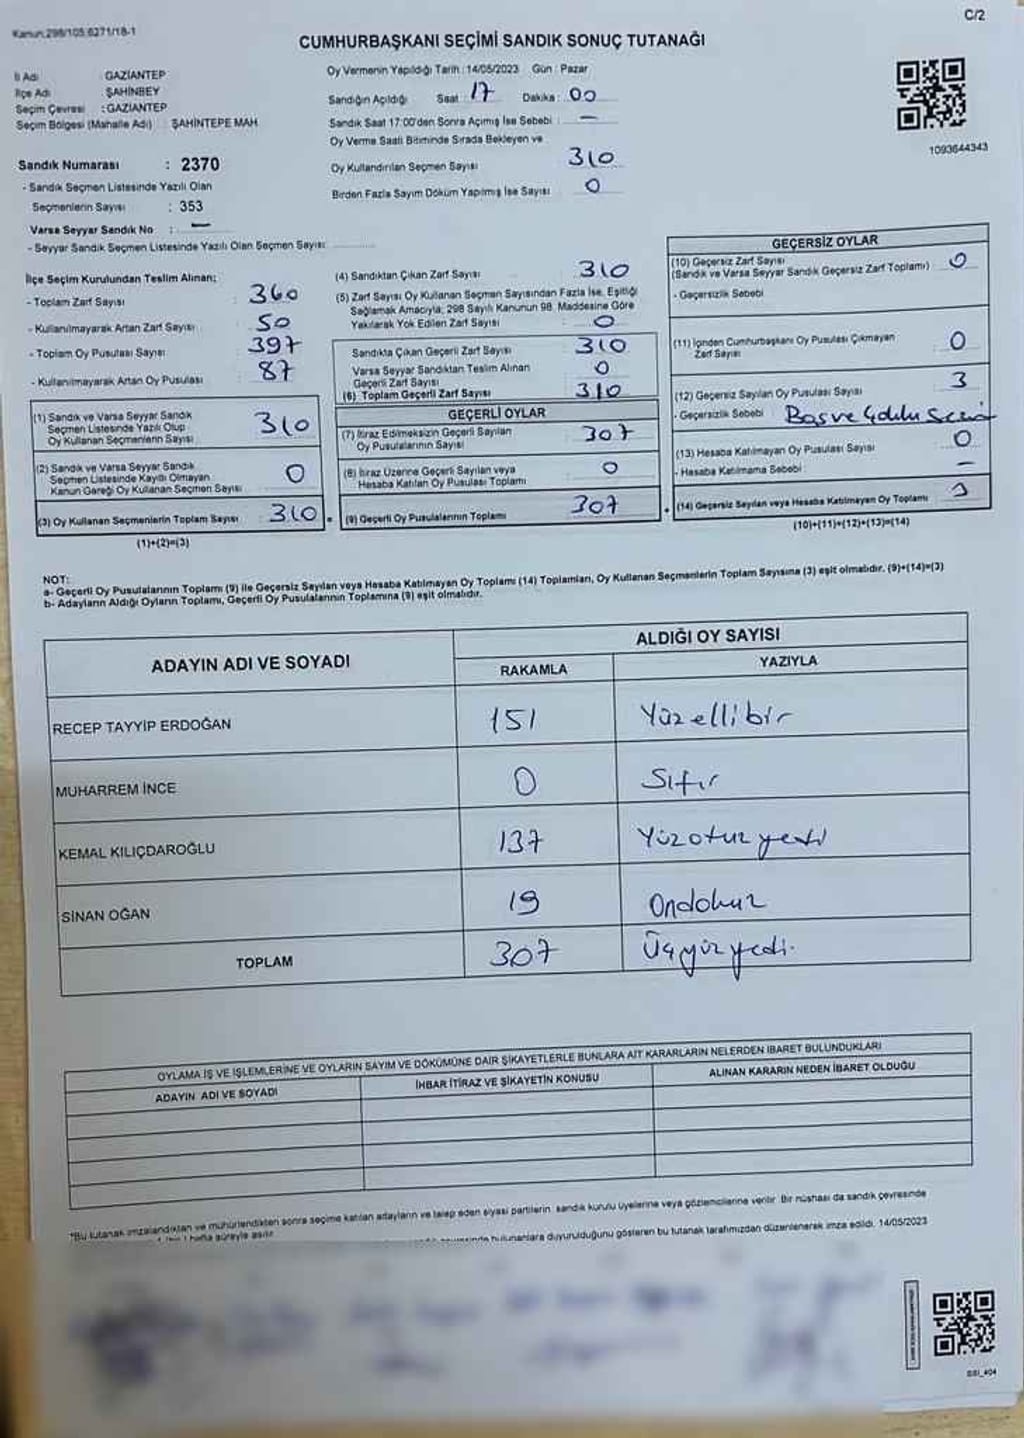 Kanun:298/105,6271/18-1
C/2
CUMHURBAŞKANI SEÇİMİ SANDIK SONUÇ TUTANAĞI
İl Adı : GAZİANTEP
İlçe Adı : ŞAHİNBEY
Seçim Çevresi : GAZİANTEP
Seçim Bölgesi (Mahalle Adı) : ŞAHİNTEPE MAH.
Sandık Numarası : 2370
- Sandık Seçmen Listesinde Yazılı Olan
Seçmenlerin Sayısı : 353
Varsa Seyyar Sandık No : —
- Seyyar Sandık Seçmen Listesinde Yazılı Olan Seçmen Sayısı:
Oy Vermenin Yapıldığı Tarih :14/05/2023 Gün : Pazar
Sandığın Açıldığı Saat : 17 Dakika : 00
Sandık Saat 17:00'den Sonra Açılmış İse Sebebi : —
Oy Verme Saati Bitiminde Sırada Bekleyen ve
Oy Kullandırılan Seçmen Sayısı 310
Birden Fazla Sayım Döküm Yapılmış İse Sayısı 0
1093644343
İlçe Seçim Kurulundan Teslim Alınan;
- Toplam Zarf Sayısı : 360
- Kullanılmayarak Artan Zarf Sayısı : 50
- Toplam Oy Pusulası Sayısı : 397
- Kullanılmayarak Artan Oy Pusulası : 87
(1) Sandık ve Varsa Seyyar Sandık
Seçmen Listesinde Yazılı Olup
Oy Kullanan Seçmenlerin Sayısı : 310
(2) Sandık ve Varsa Seyyar Sandık
Seçmen Listesinde Kayıtlı Olmayan
Kanun Gereği Oy Kullanan Seçmen Sayısı 0
(3) Oy Kullanan Seçmenlerin Toplam Sayısı : 310
(1)+(2)=(3)
(4) Sandıktan Çıkan Zarf Sayısı : 310
(5) Zarf Sayısı Oy Kullanan Seçmen Sayısından Fazla İse, Eşitliği
Sağlamak Amacıyla; 298 Sayılı Kanunun 98. Maddesine Göre
Yakılarak Yok Edilen Zarf Sayısı : 0
Sandıkta Çıkan Geçerli Zarf Sayısı : 310
Varsa Seyyar Sandıktan Teslim Alınan
Geçerli Zarf Sayısı : 0
(6) Toplam Geçerli Zarf Sayısı : 310
GEÇERLİ OYLAR
(7) İtiraz Edilmeksizin Geçerli Sayılan
Oy Pusulalarının Sayısı : 307
(8) İtiraz Üzerine Geçerli Sayılan veya
Hesaba Katılan Oy Pusulası Toplamı : 0
(9) Geçerli Oy Pusulalarının Toplamı : 307
GEÇERSİZ OYLAR
(10) Geçersiz Zarf Sayısı
(Sandık ve Varsa Seyyar Sandık Geçersiz Zarf Toplamı) : 0
- Geçersizlik Sebebi
(11) İçinden Cumhurbaşkanı Oy Pusulası Çıkmayan
Zarf Sayısı : 0
(12) Geçersiz Sayılan Oy Pusulası Sayısı : 3
- Geçersizlik Sebebi
(13) Hesaba Katılmayan Oy Pusulası Sayısı : 0
- Hesaba Katılmama Sebebi : —
(14) Geçersiz Sayılan veya Hesaba Katılmayan Oy Toplamı : 3
(10)+(11)+(12)+(13)=(14)
NOT:
a- Geçerli Oy Pusulalarının Toplamı (9) ile Geçersiz Sayılan veya Hesaba Katılmayan Oy Toplamı (14) Toplamları, Oy Kullanan Seçmenlerin Toplam Sayısına (3) eşit olmalıdır. (9)+(14)=(3)
b- Adayların Aldığı Oyların Toplamı, Geçerli Oy Pusulalarının Toplamına (9) eşit olmalıdır.
ADAYIN ADI VE SOYADI
ALDIĞI OY SAYISI
RAKAMLA YAZIYLA
RECEP TAYYİP ERDOĞAN 151 Yüzellibir
MUHARREM İNCE 0 Sıfır
KEMAL KILIÇDAROĞLU 137 Yüzotuzyedi
SİNAN OĞAN 19 Ondokuz
TOPLAM 307 Üçyüzyedi.
OYLAMA İŞ VE İŞLEMLERİNE VE OYLARIN SAYIM VE DÖKÜMÜNE DAİR ŞİKAYETLERLE BUNLARA AİT KARARLARIN NELERDEN İBARET BULUNDUKLARI
ADAYIN ADI VE SOYADI İHBAR İTİRAZ VE ŞİKAYETİN KONUSU ALINAN KARARIN NEDEN İBARET OLDUĞU
*Bu tutanak imzalandıktan ve mühürlendikten sonra seçime katılan adayların ve talep eden siyasi partilerin sandık kurulu üyelerine veya gözlemcilerine verilir. Bir nüshası da sandık çevresinde
1 hafta süreyle asılır.
bulunanlara duyurulduğunu gösteren bu tutanak tarafımızdan düzenlenerek imza edildi. 14/05/2023
SSI_404